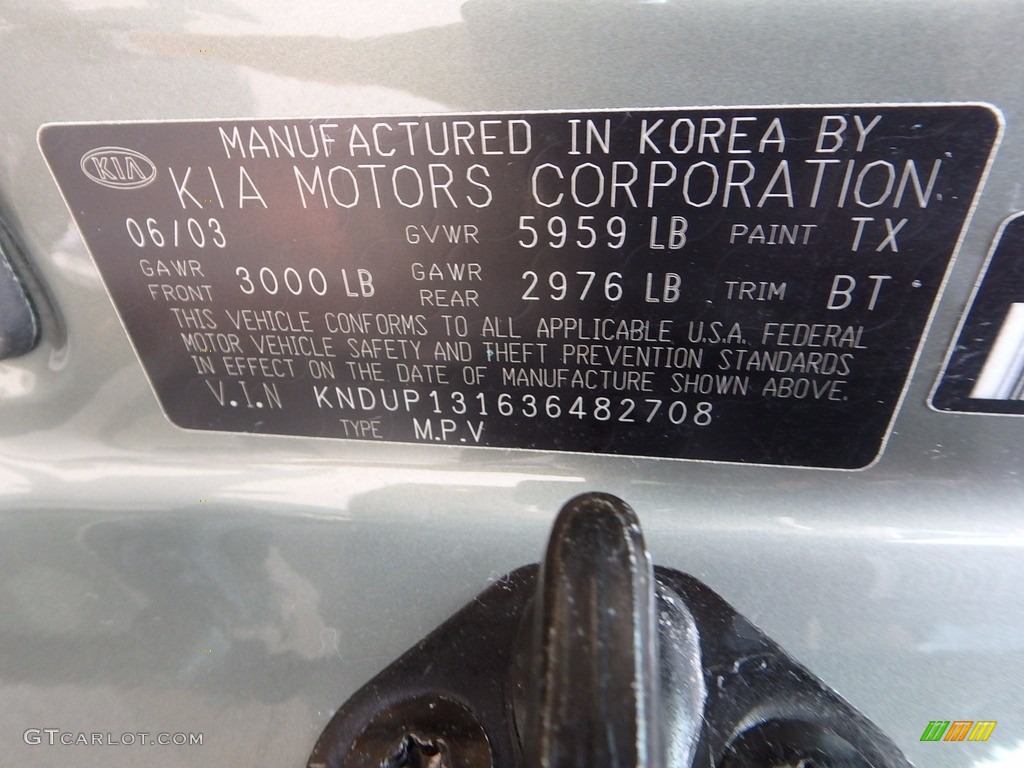 MANUFACTURED IN KOREA BY
KIA
KIA MOTORS CORPORATION
06/03 GVWR 5959 LB PAINT TX
GAWR FRONT 3000 LB GAWR REAR 2976 LB TRIM BT
THIS VEHICLE CONFORMS TO ALL APPLICABLE U.S.A. FEDERAL
MOTOR VEHICLE SAFETY AND THEFT PREVENTION STANDARDS
IN EFFECT ON THE DATE OF MANUFACTURE SHOWN ABOVE.
V.I.N KNDUP131636482708
TYPE M.P.V
GTCARLOT.COM